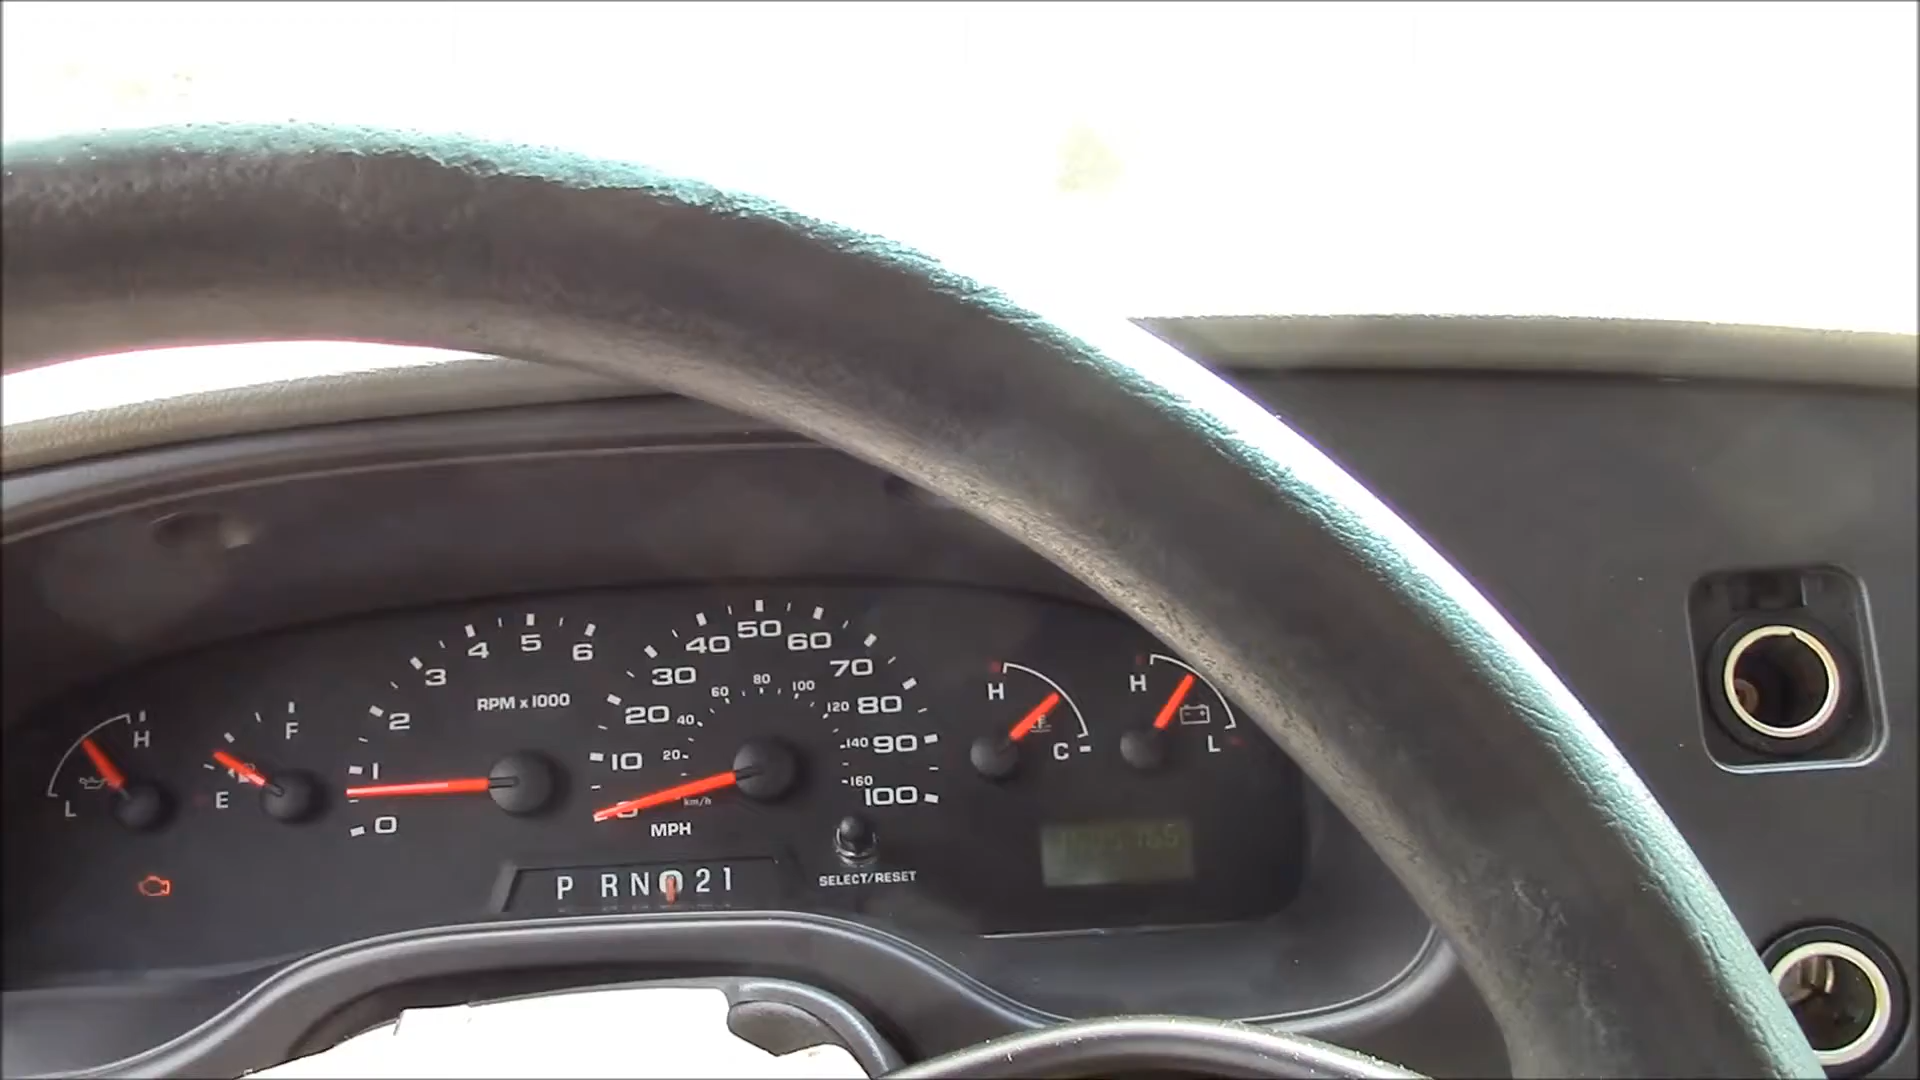 H
L
F
E
0 1 2 3 4 5 6
RPM x 1000
10 20 30 40 50 60 70 80 90 100
20 40 60 80 100 120 140 160
km/h
MPH
H
C
H
L
P R N 2 1
SELECT/RESET